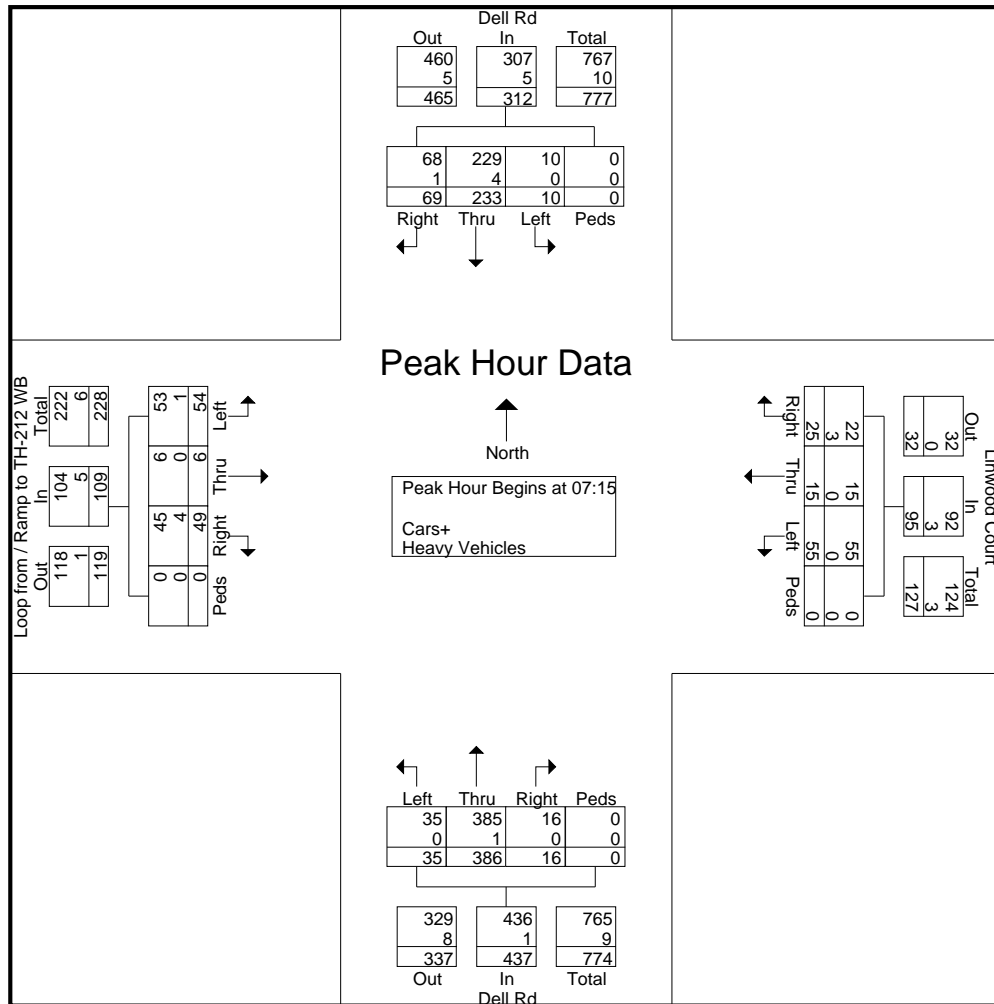 Dell Rd
Out In Total
460 307 767
5 5 10
465 312 777
68 229 10 0
1 4 0 0
69 233 10 0
Right Thru Left Peds
Peak Hour Data
North
Peak Hour Begins at 07:15
Cars+
Heavy Vehicles
Loop from / Ramp to TH-212 WB
Out In Total
118 104 222
1 5 6
119 109 228
0 45 6 53
0 4 0 1
0 49 6 54
Peds Right Thru Left
Linwood Court
Out In Total
32 92 124
0 3 3
32 95 127
22 15 55 0
3 0 0 0
25 15 55 0
Right Thru Left Peds
Left Thru Right Peds
35 385 16 0
0 1 0 0
35 386 16 0
329 436 765
8 1 9
337 437 774
Out In Total
Dell Rd